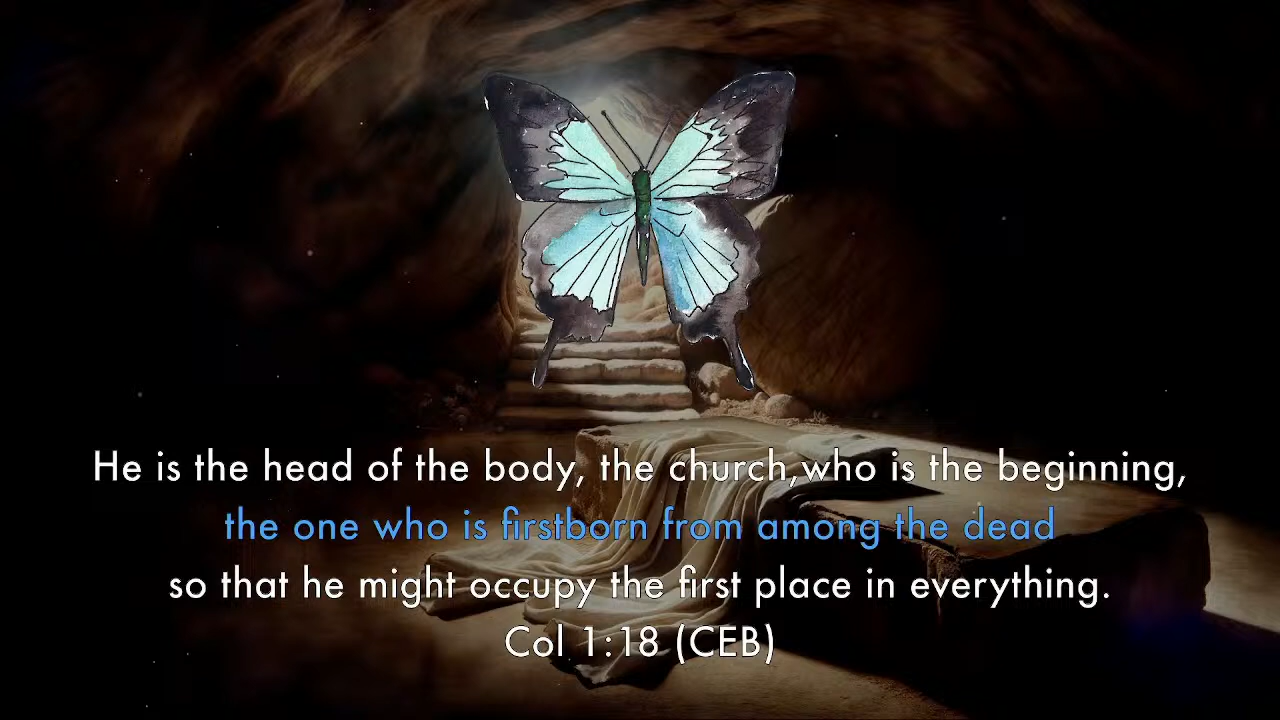 He is the head of the body, the church,who is the beginning,
the one who is firstborn from among the dead
so that he might occupy the first place in everything.
Col 1:18 (CEB)